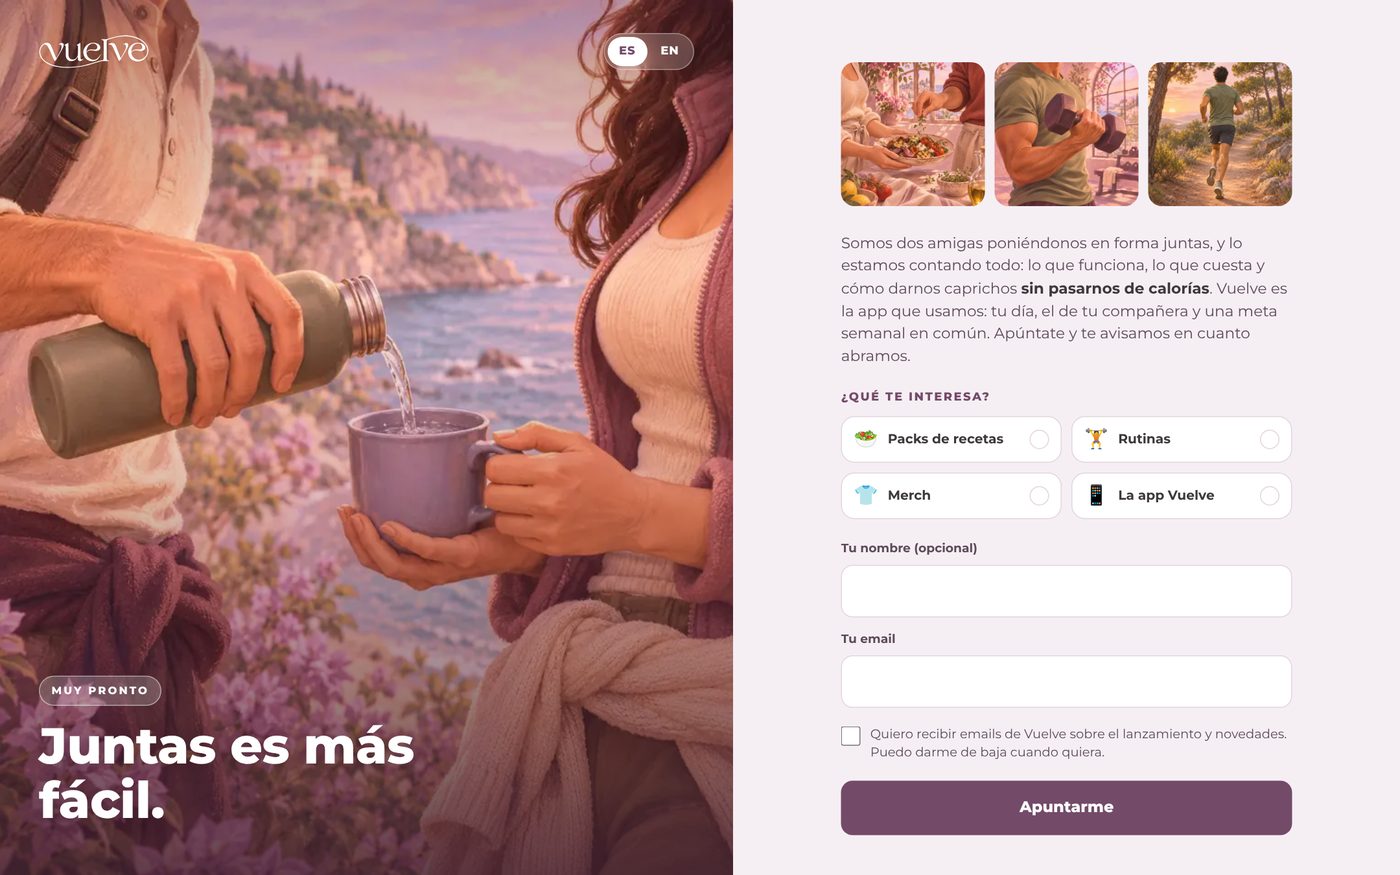 vuelve
ES EN
MUY PRONTO
Juntas es más
fácil.
Somos dos amigas poniéndonos en forma juntas, y lo
estamos contando todo: lo que funciona, lo que cuesta y
cómo darnos caprichos sin pasarnos de calorías. Vuelve es
la app que usamos: tu día, el de tu compañera y una meta
semanal en común. Apúntate y te avisamos en cuanto
abramos.
¿QUÉ TE INTERESA?
Packs de recetas
Rutinas
Merch
La app Vuelve
Tu nombre (opcional)
Tu email
Quiero recibir emails de Vuelve sobre el lanzamiento y novedades.
Puedo darme de baja cuando quiera.
Apuntarme